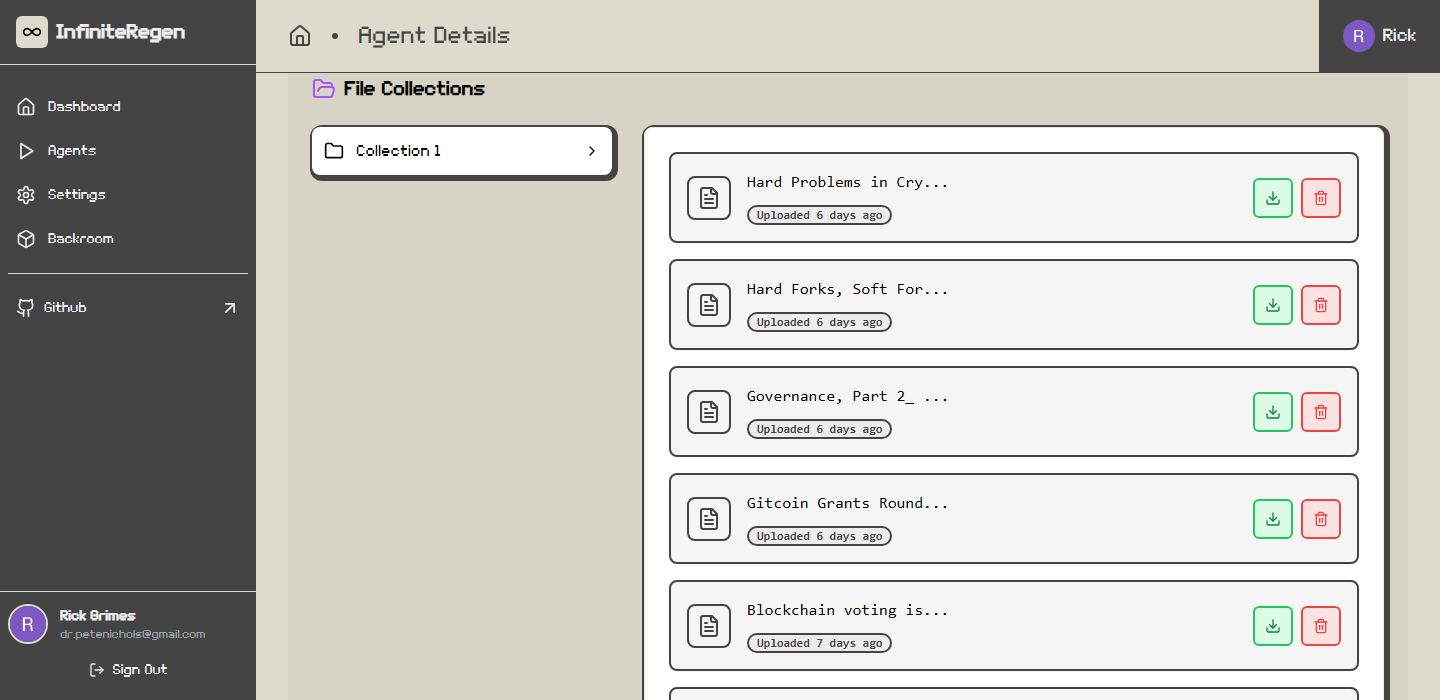 InfiniteRegen
Dashboard
Agents
Settings
Backroom
Github
Rick Grimes
dr.petenichols@gmail.com
Sign Out
Agent Details
R
Rick
File Collections
Collection 1
Hard Problems in Cry...
Uploaded 6 days ago
Hard Forks, Soft For...
Uploaded 6 days ago
Governance, Part 2_ ...
Uploaded 6 days ago
Gitcoin Grants Round...
Uploaded 6 days ago
Blockchain voting is...
Uploaded 7 days ago
R